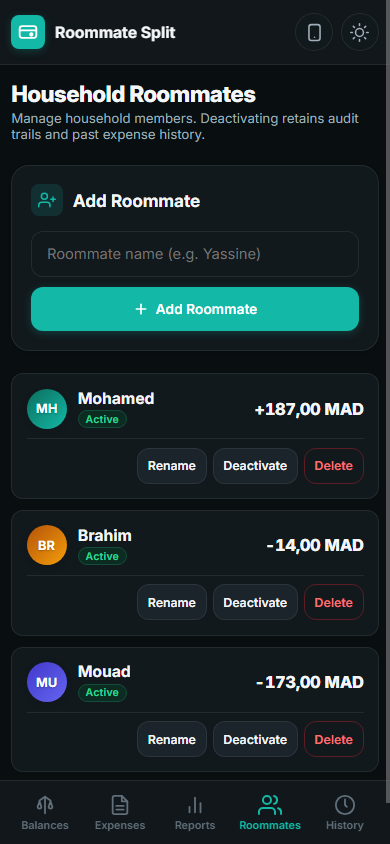 Roommate Split
Household Roommates
Manage household members. Deactivating retains audit
trails and past expense history.
Add Roommate
Roommate name (e.g. Yassine)
+ Add Roommate
MH
Mohamed
Active
+187,00 MAD
Rename
Deactivate
Delete
BR
Brahim
Active
-14,00 MAD
Rename
Deactivate
Delete
MU
Mouad
Active
-173,00 MAD
Rename
Deactivate
Delete
Balances
Expenses
Reports
Roommates
History